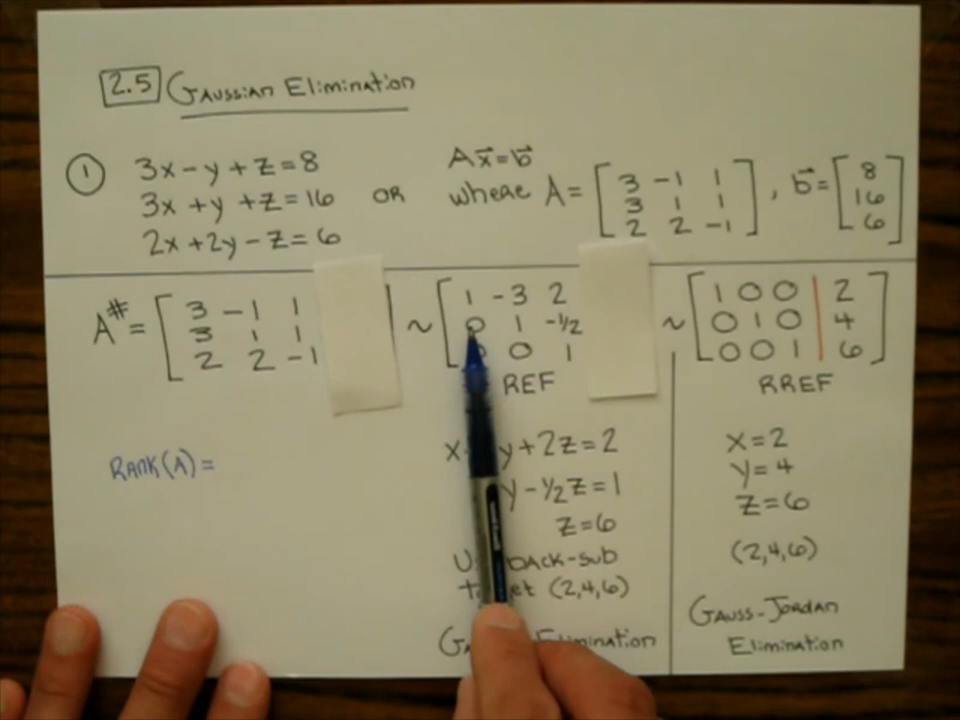 2.5 Gaussian Elimination
① 3x - y + z = 8
3x + y + z = 16
2x + 2y - z = 6
OR
Ax⃗ = b⃗
where A = [ 3 -1 1
3 1 1
2 2 -1 ] , b⃗ = [ 8
16
6 ]
A# = [ 3 -1 1
3 1 1
2 2 -1 ]
~ [ 1 -3 2
0 1 -1/2
0 0 1
REF
~ [ 1 0 0 | 2
0 1 0 | 4
0 0 1 | 6 ]
RREF
Rank(A) =
x y + 2z = 2
y - 1/2z = 1
z = 6
back-sub
(2,4,6)
Elimination
x = 2
y = 4
z = 6
(2,4,6)
Gauss-Jordan
Elimination